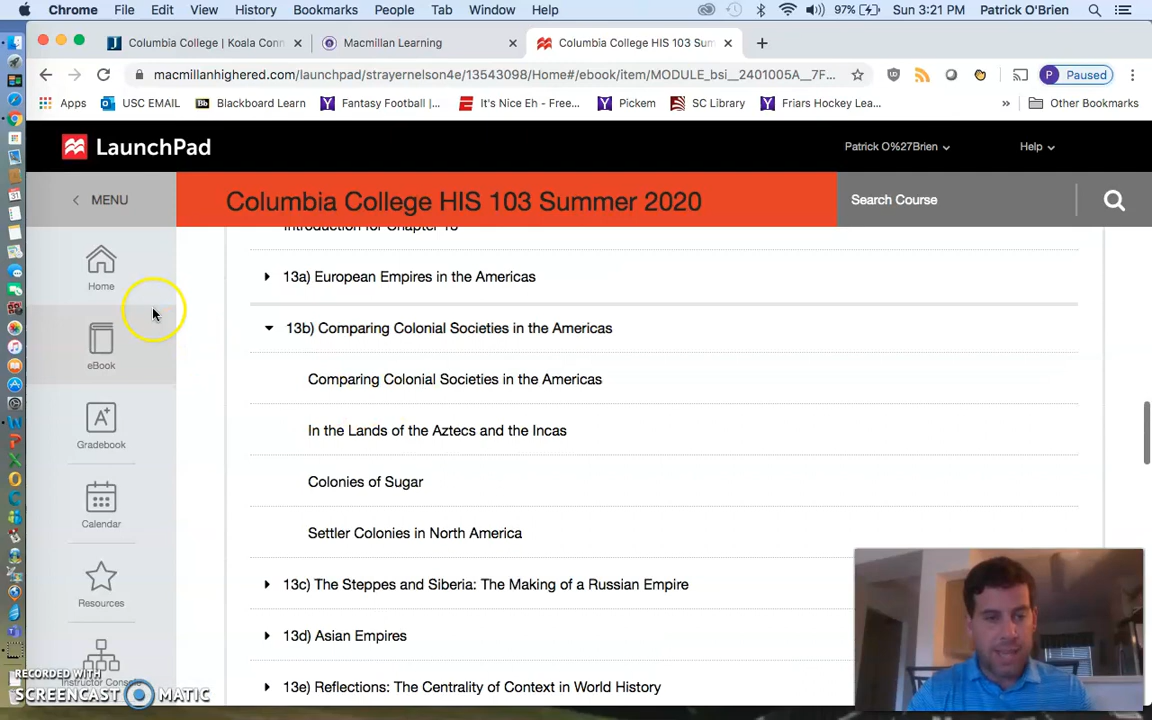 Chrome File Edit View History Bookmarks People Tab Window Help 97% Sun 3:21 PM Patrick O'Brien
Columbia College | Koala Conn Macmillan Learning Columbia College HIS 103 Sum
macmillanhighered.com/launchpad/strayernelson4e/13543098/Home#/ebook/item/MODULE_bsi__2401005A__7F... P Paused
Apps USC EMAIL Bb Blackboard Learn Fantasy Football |... It's Nice Eh - Free... Pickem SC Library Friars Hockey Lea... » Other Bookmarks
LaunchPad Patrick O%27Brien Help
MENU Columbia College HIS 103 Summer 2020 Search Course
Introduction for Chapter 13
Home
13a) European Empires in the Americas
13b) Comparing Colonial Societies in the Americas
eBook
Comparing Colonial Societies in the Americas
In the Lands of the Aztecs and the Incas
A+
Gradebook
Colonies of Sugar
Calendar
Settler Colonies in North America
13c) The Steppes and Siberia: The Making of a Russian Empire
Resources
13d) Asian Empires
Instructor Console
13e) Reflections: The Centrality of Context in World History
RECORDED WITH
SCREENCAST MATIC